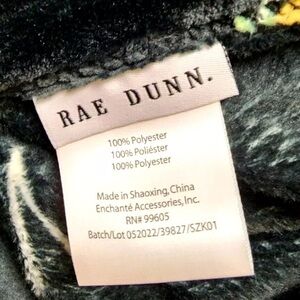 RAE DUNN.
100% Polyester
100% Poliéster
100% Polyester
Made in Shaoxing,China
Enchanté Accessories, Inc.
RN# 99605
Batch/Lot 052022/39827/SZK01